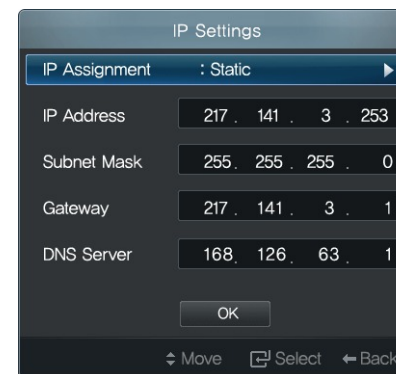 IP Settings
IP Assignment : Static
IP Address 217 . 141 . 3 . 253
Subnet Mask 255 . 255 . 255 . 0
Gateway 217 . 141 . 3 . 1
DNS Server 168 . 126 . 63 . 1
OK
Move Select Back